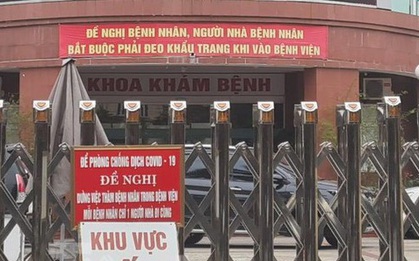 ĐỀ NGHỊ BỆNH NHÂN, NGƯỜI NHÀ BỆNH NHÂN
BẮT BUỘC PHẢI ĐEO KHẨU TRANG KHI VÀO BỆNH VIỆN
KHOA KHÁM BỆNH
ĐỂ PHÒNG CHỐNG DỊCH COVID - 19
ĐỀ NGHỊ
DỪNG VIỆC THĂM BỆNH NHÂN TRONG BỆNH VIỆN
MỖI BỆNH NHÂN CHỈ 1 NGƯỜI NHÀ ĐI CÙNG
KHU VỰC